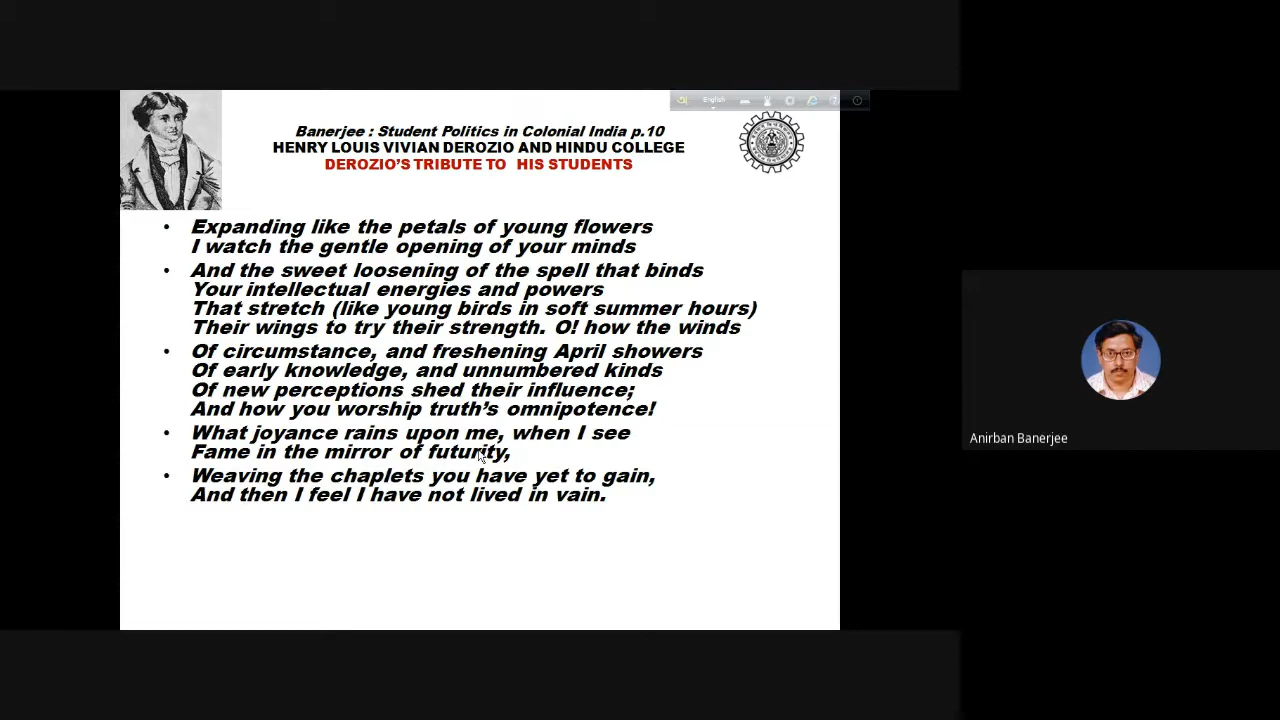 English
Banerjee : Student Politics in Colonial India p.10
HENRY LOUIS VIVIAN DEROZIO AND HINDU COLLEGE
DEROZIO'S TRIBUTE TO HIS STUDENTS
• Expanding like the petals of young flowers
I watch the gentle opening of your minds
• And the sweet loosening of the spell that binds
Your intellectual energies and powers
That stretch (like young birds in soft summer hours)
Their wings to try their strength. O! how the winds
• Of circumstance, and freshening April showers
Of early knowledge, and unnumbered kinds
Of new perceptions shed their influence;
And how you worship truth's omnipotence!
• What joyance rains upon me, when I see
Fame in the mirror of futurity,
• Weaving the chaplets you have yet to gain,
And then I feel I have not lived in vain.
Anirban Banerjee